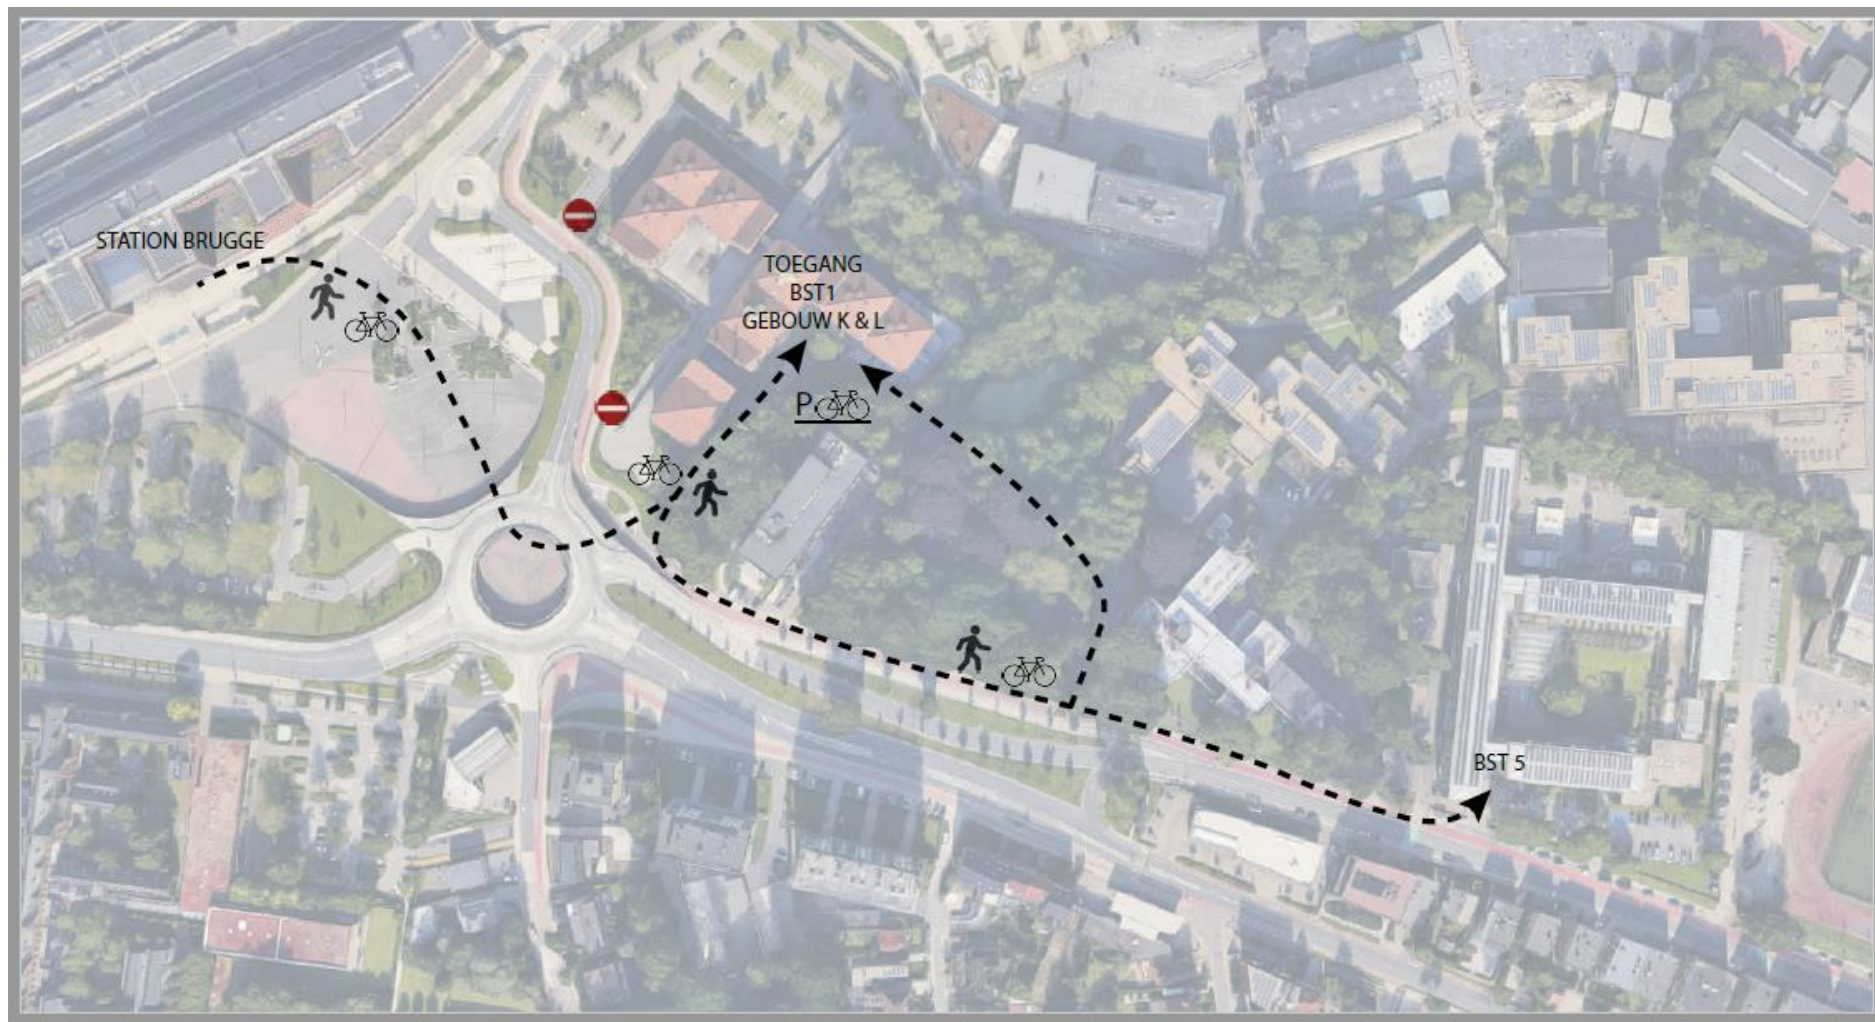 STATION BRUGGE
TOEGANG
BST1
GEBOUW K & L
P
BST 5